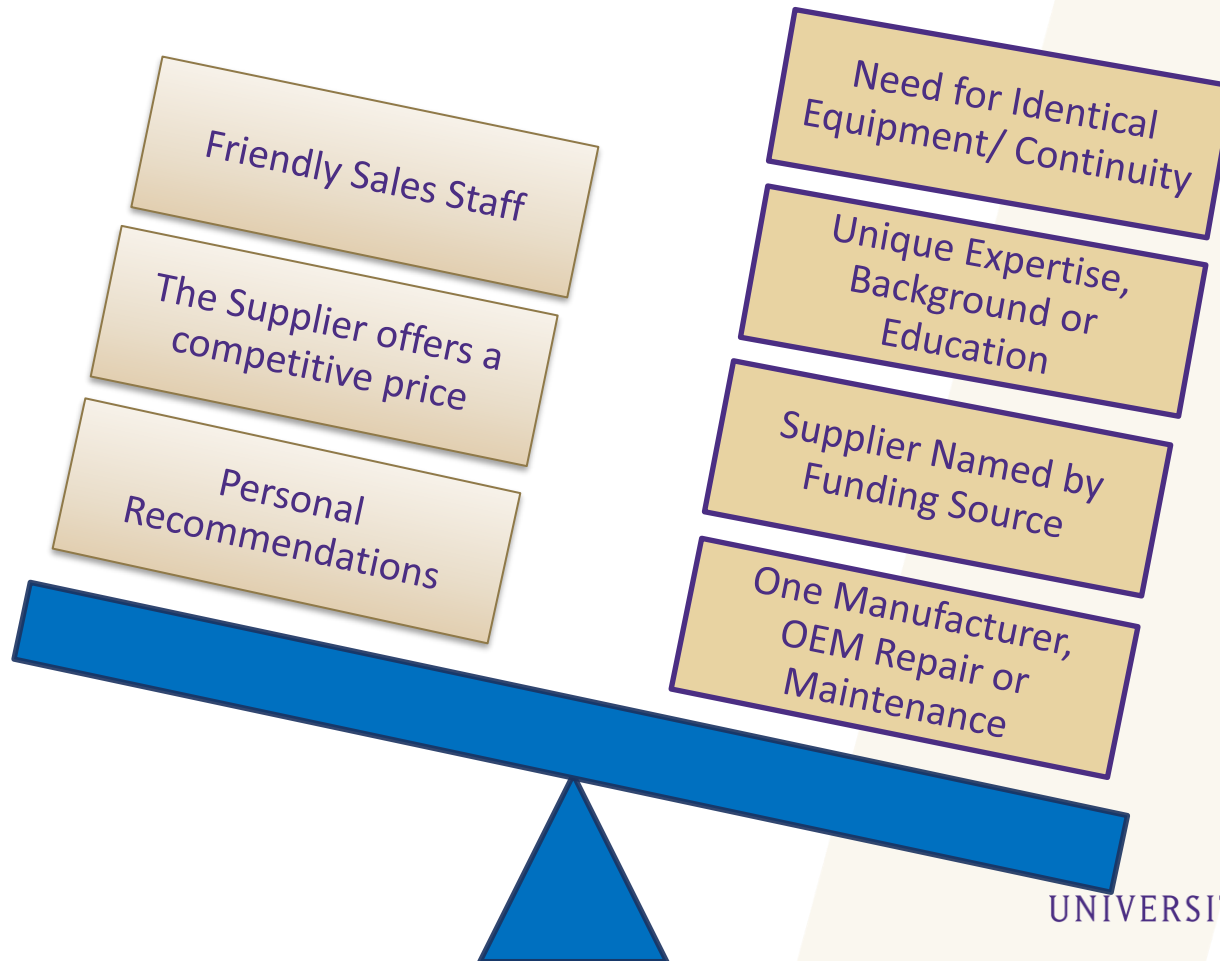 Friendly Sales Staff
The Supplier offers a
competitive price
Personal
Recommendations
Need for Identical
Equipment/ Continuity
Unique Expertise,
Background or
Education
Supplier Named by
Funding Source
One Manufacturer,
OEM Repair or
Maintenance